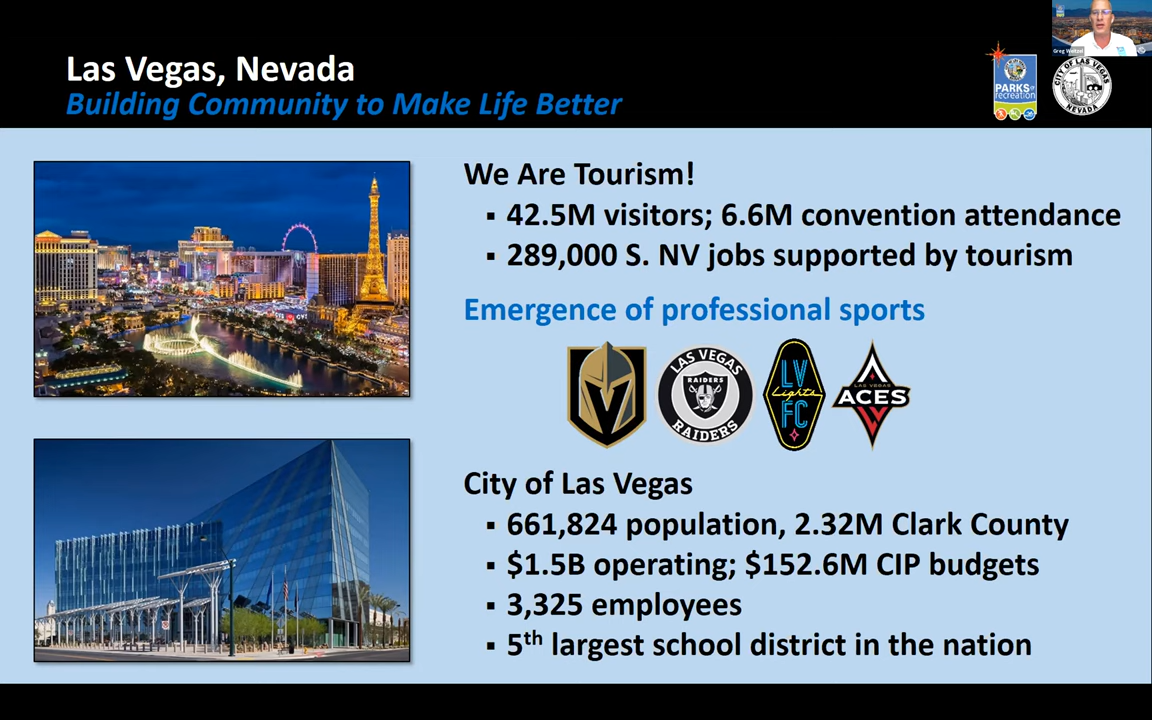 Las Vegas, Nevada
Building Community to Make Life Better
Greg Weitzel
PARKS &
recreation
CITY OF LAS VEGAS
NEVADA
We Are Tourism!
▪ 42.5M visitors; 6.6M convention attendance
▪ 289,000 S. NV jobs supported by tourism
Emergence of professional sports
LAS VEGAS
RAIDERS
RAIDERS
LV
Lights
FC
LAS VEGAS
ACES
City of Las Vegas
▪ 661,824 population, 2.32M Clark County
▪ $1.5B operating; $152.6M CIP budgets
▪ 3,325 employees
▪ 5th largest school district in the nation